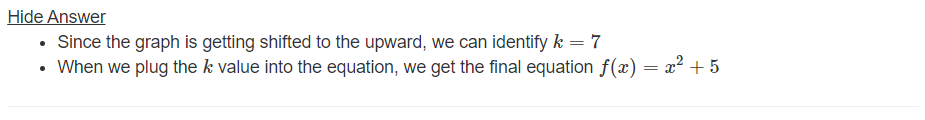 Hide Answer
• Since the graph is getting shifted to the upward, we can identify k = 7
• When we plug the k value into the equation, we get the final equation f(x) = x² + 5